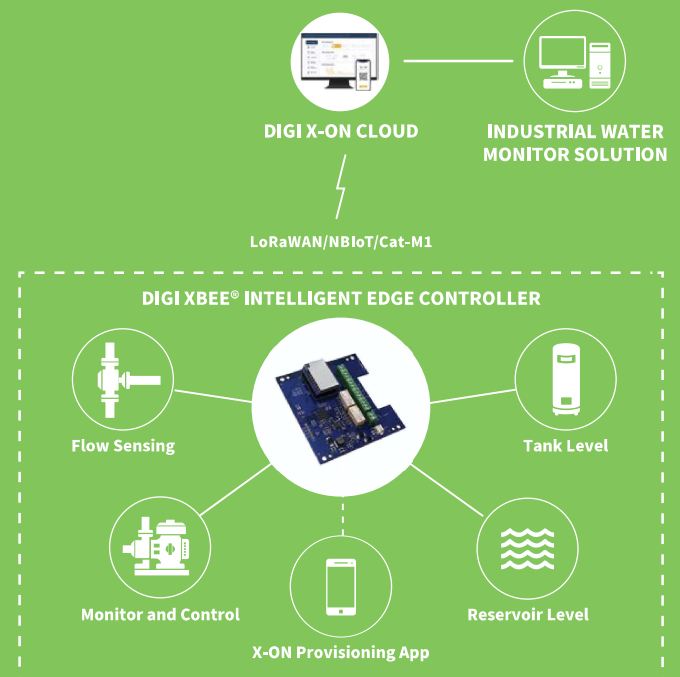 DIGI X-ON CLOUD
INDUSTRIAL WATER
MONITOR SOLUTION
LoRaWAN/NBIoT/Cat-M1
DIGI XBEE® INTELLIGENT EDGE CONTROLLER
Flow Sensing
Tank Level
Monitor and Control
Reservoir Level
X-ON Provisioning App